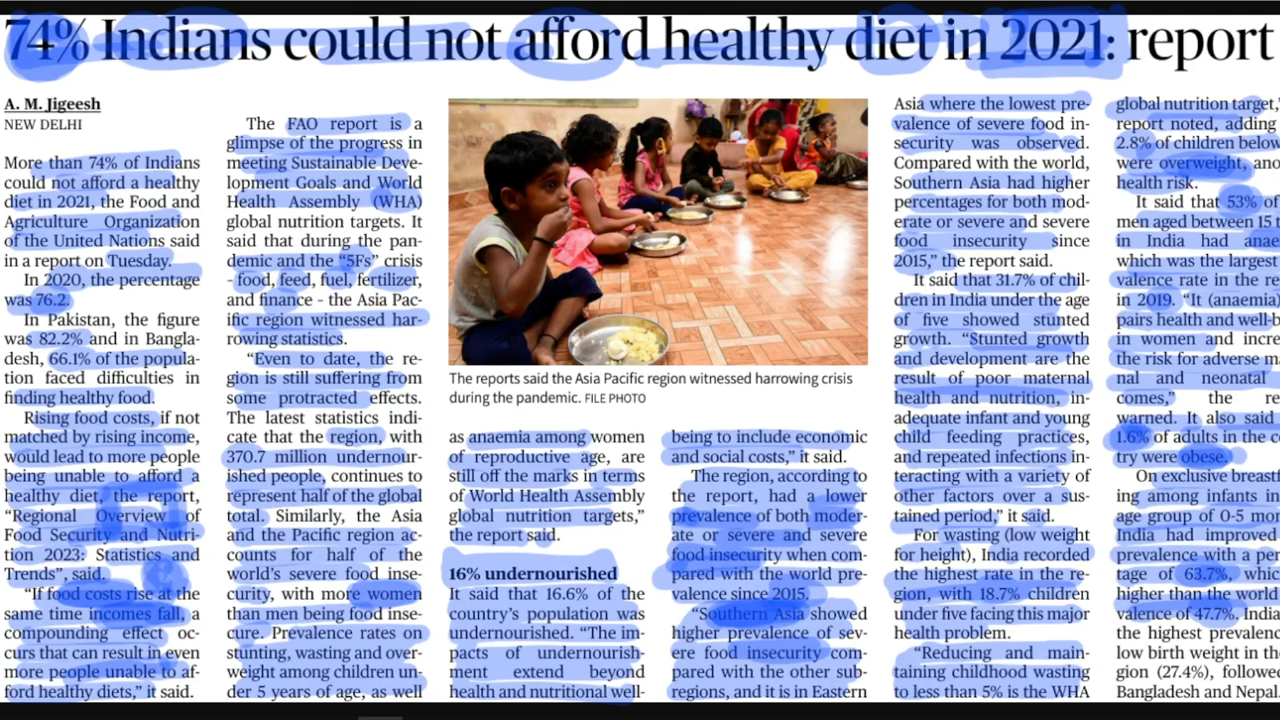 74% Indians could not afford healthy diet in 2021: report
A. M. Jigeesh
NEW DELHI
More than 74% of Indians
could not afford a healthy
diet in 2021, the Food and
Agriculture Organization
of the United Nations said
in a report on Tuesday.
In 2020, the percentage
was 76.2.
In Pakistan, the figure
was 82.2% and in Bangla-
desh, 66.1% of the popula-
tion faced difficulties in
finding healthy food.
Rising food costs, if not
matched by rising income,
would lead to more people
being unable to afford a
healthy diet, the report,
“Regional Overview of
Food Security and Nutri-
tion 2023: Statistics and
Trends”, said.
“If food costs rise at the
same time incomes fall, a
compounding effect oc-
curs that can result in even
more people unable to af-
ford healthy diets,” it said.
The FAO report is a
glimpse of the progress in
meeting Sustainable Deve-
lopment Goals and World
Health Assembly (WHA)
global nutrition targets. It
said that during the pan-
demic and the “5Fs” crisis
- food, feed, fuel, fertilizer,
and finance - the Asia Pac-
ific region witnessed har-
rowing statistics.
“Even to date, the re-
gion is still suffering from
some protracted effects.
The latest statistics indi-
cate that the region, with
370.7 million undernour-
ished people, continues to
represent half of the global
total. Similarly, the Asia
and the Pacific region ac-
counts for half of the
world’s severe food inse-
curity, with more women
than men being food inse-
cure. Prevalence rates on
stunting, wasting and over-
weight among children un-
der 5 years of age, as well
The reports said the Asia Pacific region witnessed harrowing crisis
during the pandemic. FILE PHOTO
as anaemia among women
of reproductive age, are
still off the marks in terms
of World Health Assembly
global nutrition targets,”
the report said.
16% undernourished
It said that 16.6% of the
country’s population was
undernourished. “The im-
pacts of undernourish-
ment extend beyond
health and nutritional well-
being to include economic
and social costs,” it said.
The region, according to
the report, had a lower
prevalence of both moder-
ate or severe and severe
food insecurity when com-
pared with the world pre-
valence since 2015.
“Southern Asia showed
higher prevalence of sev-
ere food insecurity com-
pared with the other sub-
regions, and it is in Eastern
Asia where the lowest pre-
valence of severe food in-
security was observed.
Compared with the world,
Southern Asia had higher
percentages for both mod-
erate or severe and severe
food insecurity since
2015,” the report said.
It said that 31.7% of chil-
dren in India under the age
of five showed stunted
growth. “Stunted growth
and development are the
result of poor maternal
health and nutrition, in-
adequate infant and young
child feeding practices,
and repeated infections in-
teracting with a variety of
other factors over a sus-
tained period,” it said.
For wasting (low weight
for height), India recorded
the highest rate in the re-
gion, with 18.7% children
under five facing this major
health problem.
“Reducing and main-
taining childhood wasting
to less than 5% is the WHA
global nutrition target,”
report noted, adding
2.8% of children below
were overweight, and
health risk.
It said that 53% of
men aged between 15 t
in India had anae
which was the largest
valence rate in the re
in 2019. “It (anaemia)
pairs health and well-b
in women and incre
the risk for adverse m
nal and neonatal
comes,” the re
warned. It also said
1.6% of adults in the c
try were obese.
On exclusive breastf
ing among infants in
age group of 0-5 mon
India had improved
prevalence with a per
tage of 63.7%, whic
higher than the world
valence of 47.7%. India
the highest prevalenc
low birth weight in the
gion (27.4%), followed
Bangladesh and Nepal.